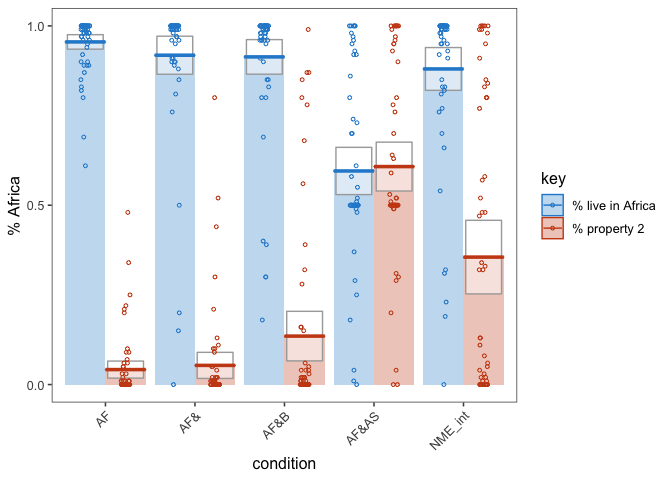 1.0
0.5
0.0
% Africa
AF
AF&
AF&B
AF&AS
NME_int
condition
key
% live in Africa
% property 2